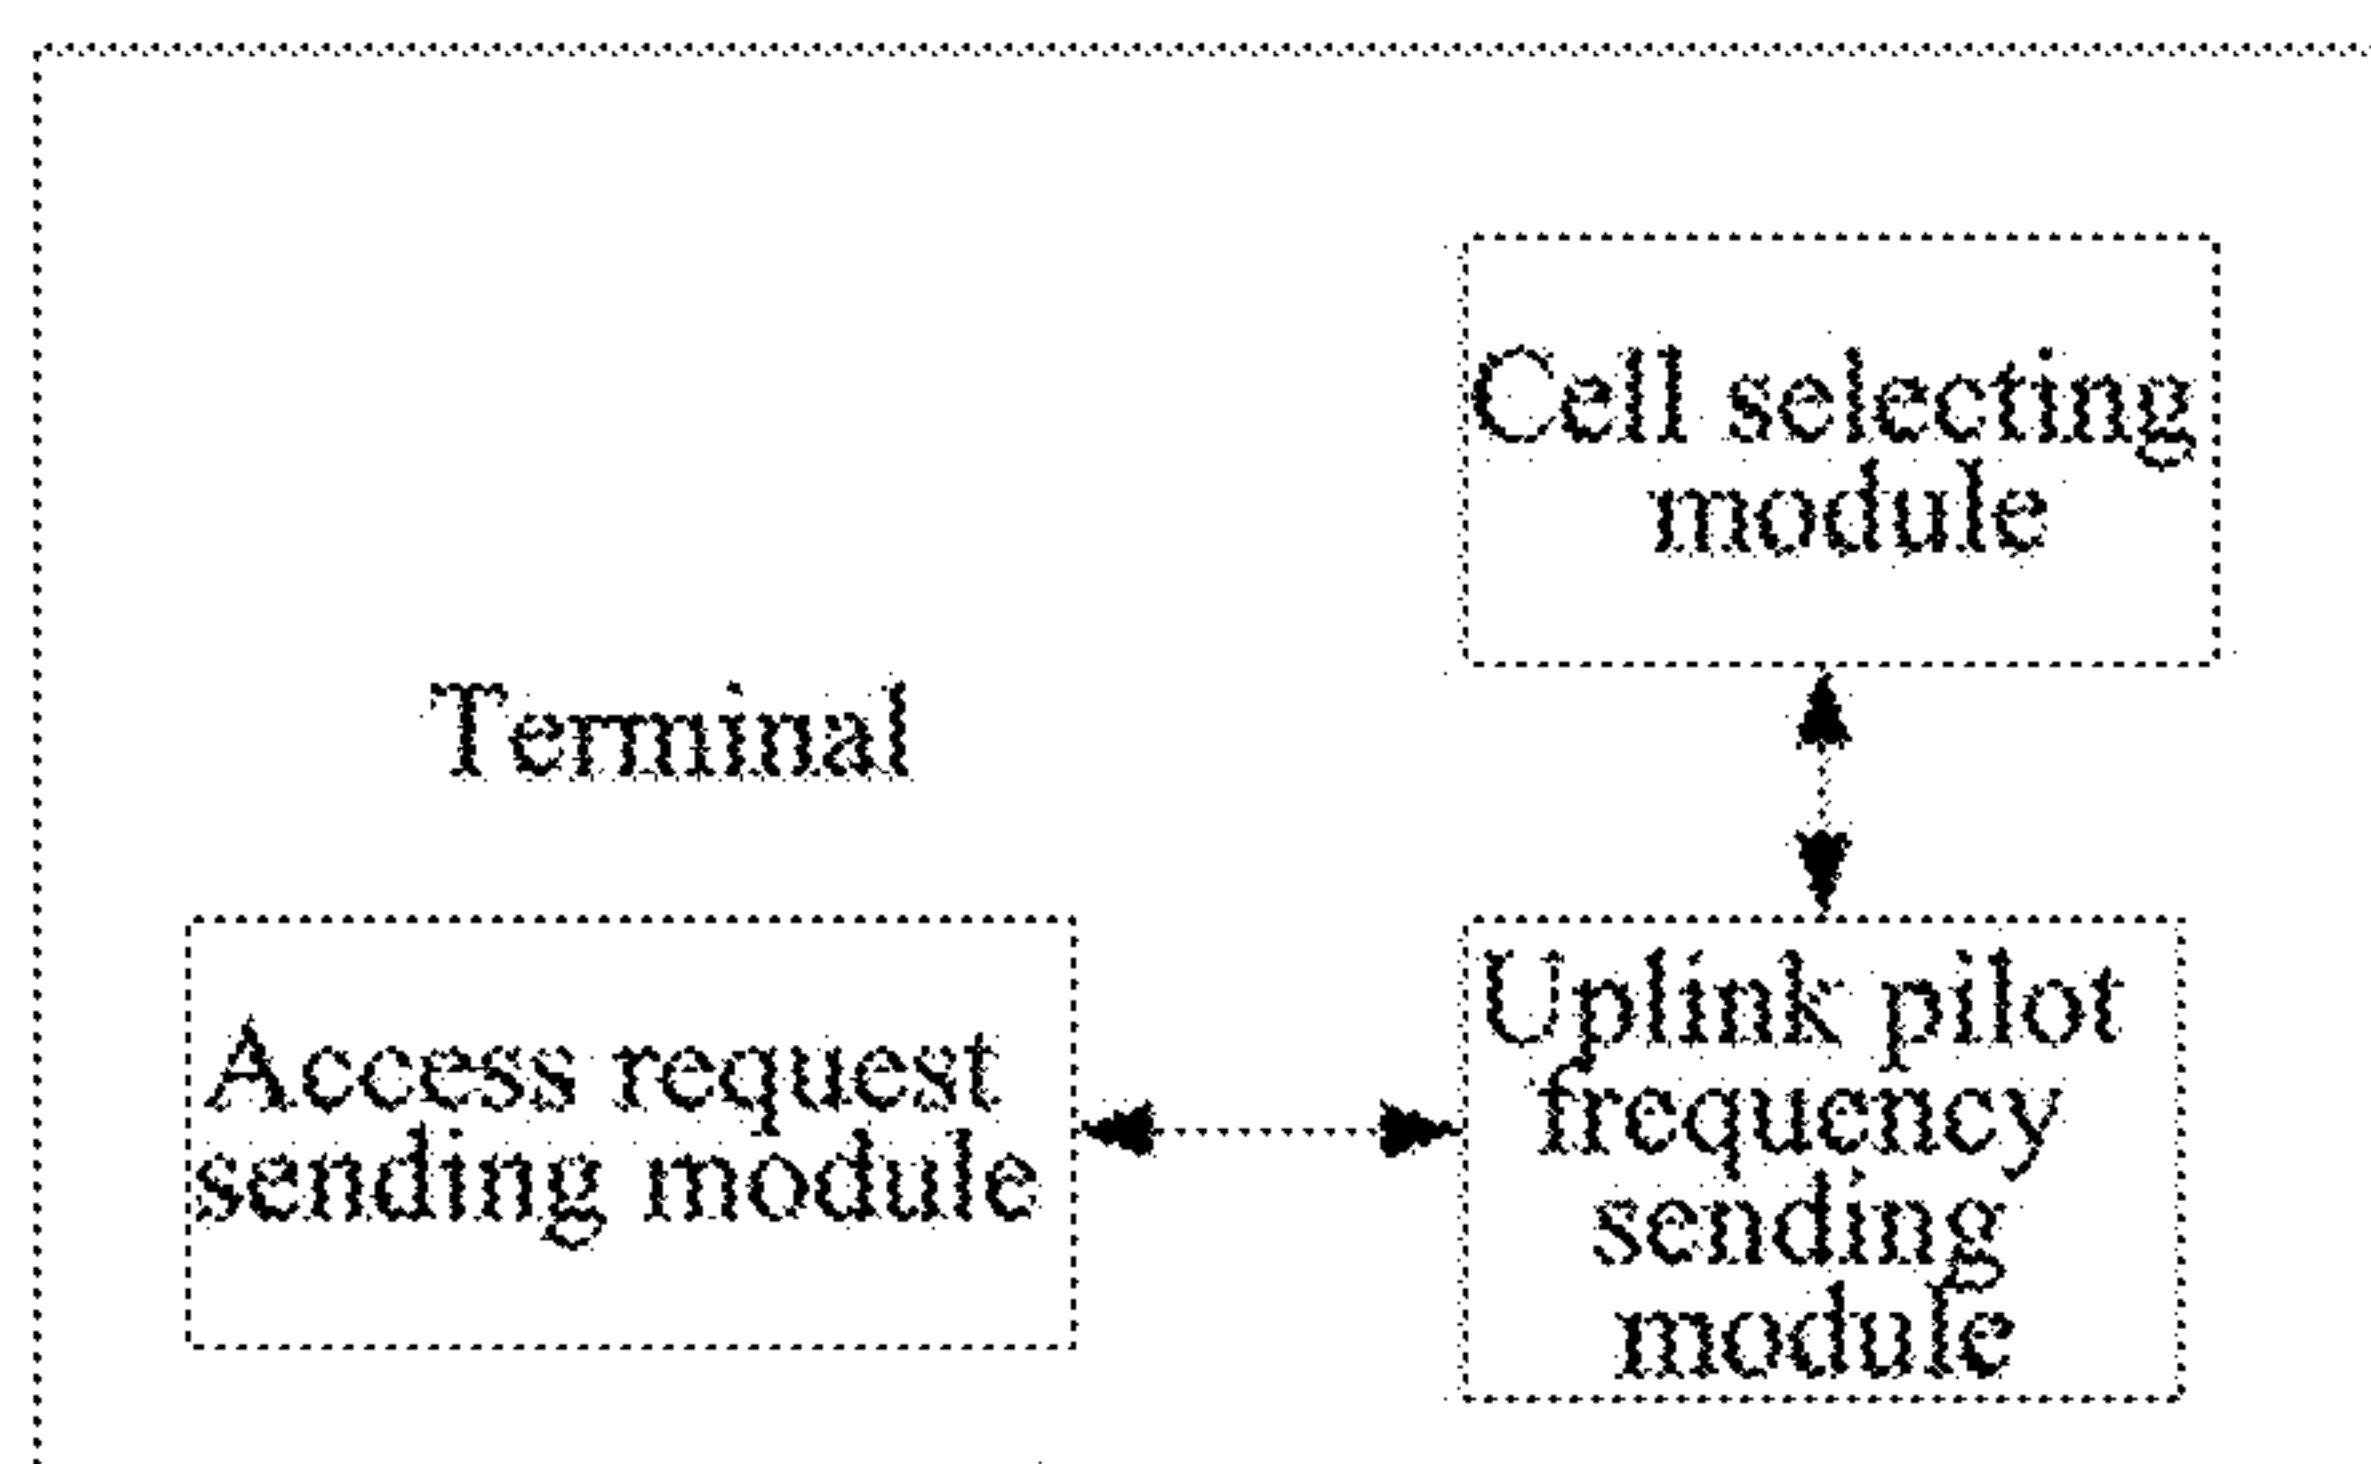 Cell selecting
module
Terminal
Access request
sending module
Uplink pilot
frequency
sending
module